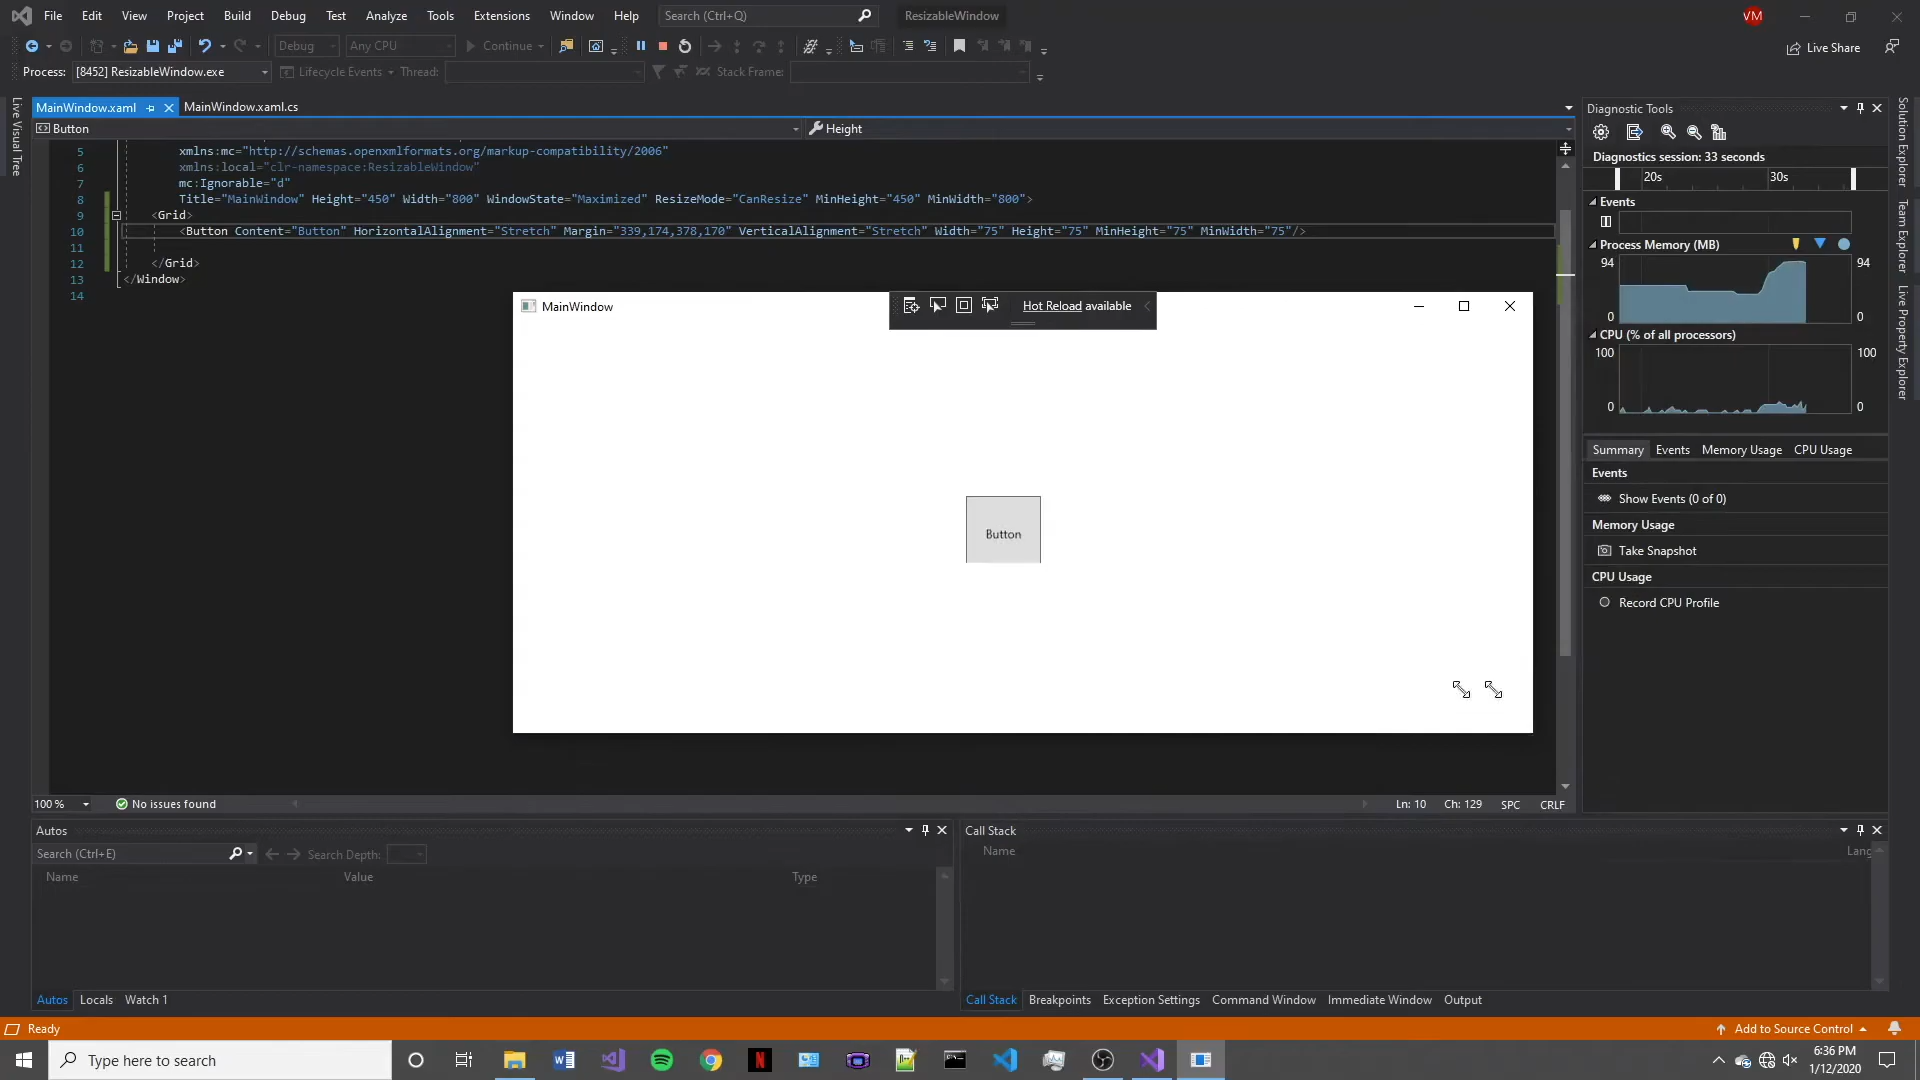 File Edit View Project Build Debug Test Analyze Tools Extensions Window Help Search (Ctrl+Q) ResizableWindow VM
Debug Any CPU Continue Live Share
Process: [8452] ResizableWindow.exe Lifecycle Events Thread: Stack Frame:
Live Visual Tree
MainWindow.xaml MainWindow.xaml.cs
Button Height
5 xmlns:mc="http://schemas.openxmlformats.org/markup-compatibility/2006"
6 xmlns:local="clr-namespace:ResizableWindow"
7 mc:Ignorable="d"
8 Title="MainWindow" Height="450" Width="800" WindowState="Maximized" ResizeMode="CanResize" MinHeight="450" MinWidth="800">
9 <Grid>
10 <Button Content="Button" HorizontalAlignment="Stretch" Margin="339,174,378,170" VerticalAlignment="Stretch" Width="75" Height="75" MinHeight="75" MinWidth="75"/>
11
12 </Grid>
13 </Window>
14
MainWindow Hot Reload available
Button
100 % No issues found Ln: 10 Ch: 129 SPC CRLF
Diagnostic Tools
Diagnostics session: 33 seconds
20s 30s
Events
Process Memory (MB)
94 94
0 0
CPU (% of all processors)
100 100
0 0
Summary Events Memory Usage CPU Usage
Events
Show Events (0 of 0)
Memory Usage
Take Snapshot
CPU Usage
Record CPU Profile
Solution Explorer
Team Explorer
Live Property Explorer
Autos
Search (Ctrl+E) Search Depth:
Name Value Type
Autos Locals Watch 1
Call Stack
Name Lang
Call Stack Breakpoints Exception Settings Command Window Immediate Window Output
Ready Add to Source Control
Type here to search
6:36 PM
1/12/2020